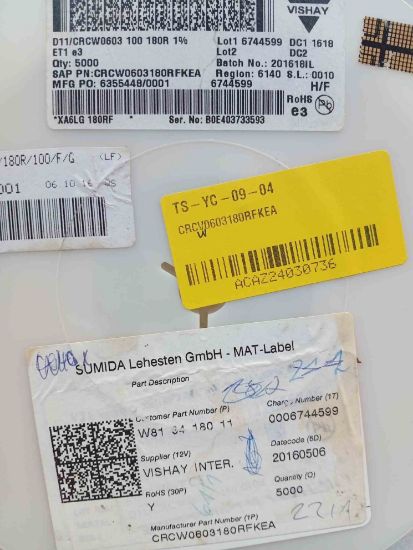 VISHAY
D11/CRCW0603 100 180R 1% Lot1 6744599 DC1 1618
ET1 e3 Lot2 DC2
Qty: 5000 Batch No.: 201618IL
SAP PN:CRCW0603180RFKEA Region: 6140 S.L.: 0010
MFG PO: 6355448/0001 6744599 H/F
RoHS
e3
*XA6LG 180RF * Ser. No: B0E403733593
/180R/100/F/G (LF)
001 06.10.16
TS-YC-09-04
CRCW0603180RFKEA
W
ACAZ24030736
SUMIDA Lehesten GmbH - MAT-Label
Part Description
Customer Part Number (P) Charge Number (1T)
W81 84 180 11 0006744599
Supplier (12V) Datecode (6D)
VISHAY INTER. 20160506
RoHS (30P) Quantity (Q)
Y 5000
Manufacturer Part Number (1P)
CRCW0603180RFKEA